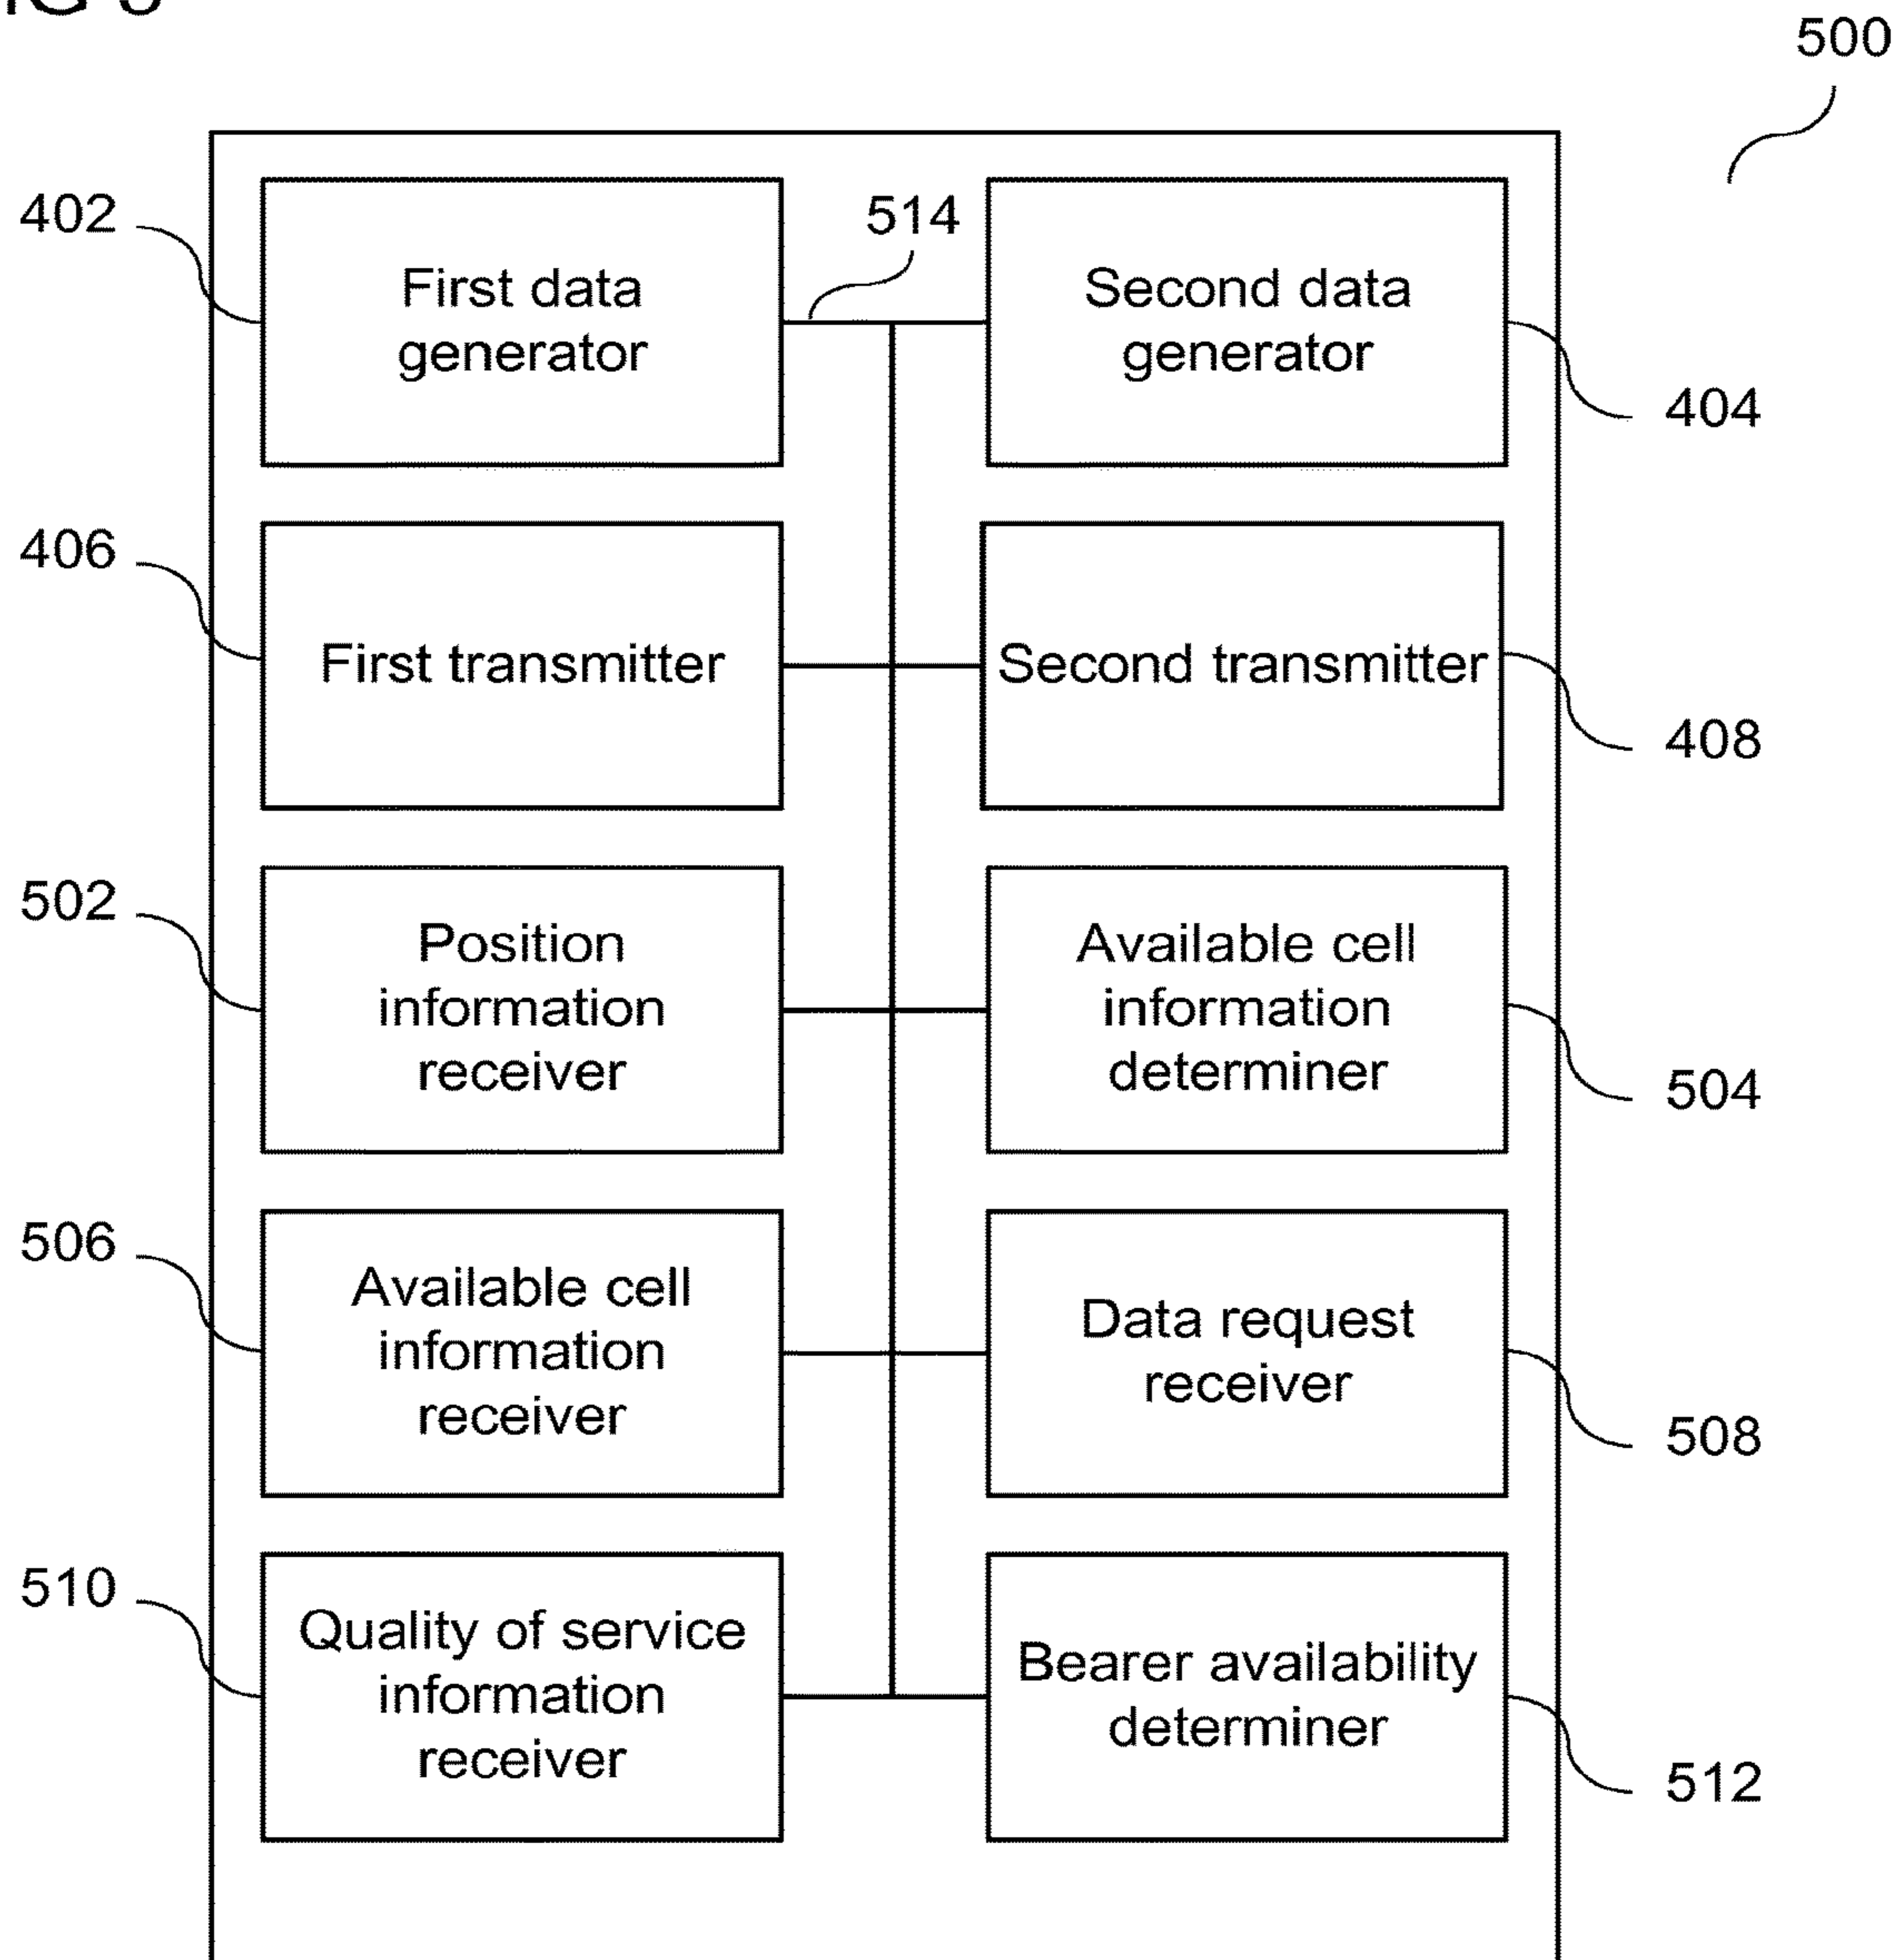 500
402
First data
generator
514
Second data
generator
404
406
First transmitter
Second transmitter
408
502
Position
information
receiver
Available cell
information
determiner
504
506
Available cell
information
receiver
Data request
receiver
508
510
Quality of service
information
receiver
Bearer availability
determiner
512